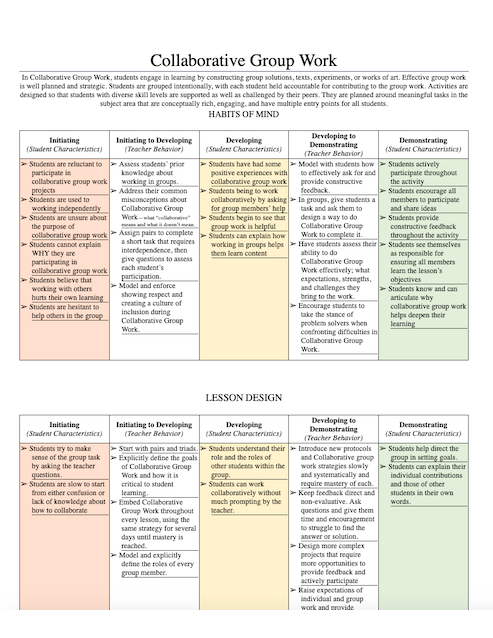 Collaborative Group Work
In Collaborative Group Work, students engage in learning by constructing group solutions, texts, experiments, or works of art. Effective group work
is well planned and strategic. Students are grouped intentionally, with each student held accountable for contributing to the group work. Activities are
designed so that students with diverse skill levels are supported as well as challenged by their peers. They are planned around meaningful tasks in the
subject area that are conceptually rich, engaging, and have multiple entry points for all students.
HABITS OF MIND
Initiating
(Student Characteristics)
➢ Students are reluctant to
participate in
collaborative group work
projects
➢ Students are used to
working independently
➢ Students are unsure about
the purpose of
collaborative group work
➢ Students cannot explain
WHY they are
participating in
collaborative group work
➢ Students believe that
working with others
hurts their own learning
➢ Students are hesitant to
help others in the group
Initiating to Developing
(Teacher Behavior)
➢ Assess students' prior
knowledge about
working in groups.
➢ Address their common
misconceptions about
Collaborative Group
Work – what "collaborative"
means and what it doesn't mean
➢ Assign pairs to complete
a short task that requires
interdependence, then
give questions to assess
each student's
participation.
➢ Model and enforce
showing respect and
creating a culture of
inclusion during
Collaborative Group
Work.
Developing
(Student Characteristics)
➢ Students have had some
positive experiences with
collaborative group work
➢ Students being to work
collaboratively by asking
for group members' help
➢ Students begin to see that
group work is helpful
➢ Students can explain how
working in groups helps
them learn content
Developing to
Demonstrating
(Teacher Behavior)
➢ Model with students how
to effectively ask for and
provide constructive
feedback.
➢ In groups, give students a
task and ask them to
design a way to do
Collaborative Group
Work to complete it.
➢ Have students assess their
ability to do
Collaborative Group
Work effectively; what
expectations, strengths,
and challenges they
bring to the work.
➢ Encourage students to
take the stance of
problem solvers when
confronting difficulties in
Collaborative Group
Work.
Demonstrating
(Student Characteristics)
➢ Students actively
participate throughout
the activity
➢ Students encourage all
members to participate
and share ideas
➢ Students provide
constructive feedback
throughout the activity
➢ Students see themselves
as responsible for
ensuring all members
learn the lesson's
objectives
➢ Students know and can
articulate why
collaborative group work
helps deepen their
learning
LESSON DESIGN
Initiating
(Student Characteristics)
➢ Students try to make
sense of the group task
by asking the teacher
questions.
➢ Students are slow to start
from either confusion or
lack of knowledge about
how to collaborate
Initiating to Developing
(Teacher Behavior)
➢ Start with pairs and triads.
➢ Explicitly define the goals
of Collaborative Group
Work and how it is
critical to student
learning.
➢ Embed Collaborative
Group Work throughout
every lesson, using the
same strategy for several
days until mastery is
reached.
➢ Model and explicitly
define the roles of every
group member.
Developing
(Student Characteristics)
➢ Students understand their
role and the roles of
other students within the
group.
➢ Students can work
collaboratively without
much prompting by the
teacher.
Developing to
Demonstrating
(Teacher Behavior)
➢ Introduce new protocols
and Collaborative group
work strategies slowly
and systematically and
require mastery of each.
➢ Keep feedback direct and
non-evaluative. Ask
questions and give them
time and encouragement
to struggle to find the
answer or solution.
➢ Design more complex
projects that require
more opportunities to
provide feedback and
actively participate
➢ Raise expectations of
individual and group
work and provide
Demonstrating
(Student Characteristics)
➢ Students help direct the
group in setting goals.
➢ Students can explain their
individual contributions
and those of other
students in their own
words.